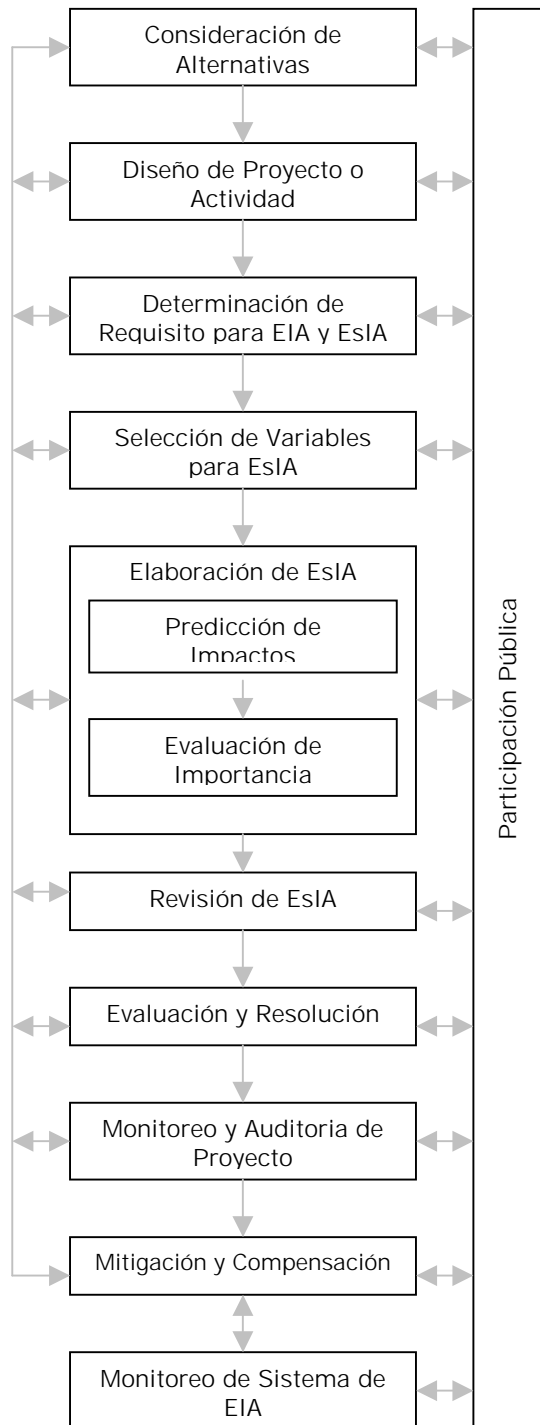 Consideración de
Alternativas
Diseño de Proyecto o
Actividad
Determinación de
Requisito para EIA y EsIA
Selección de Variables
para EsIA
Elaboración de EsIA
Predicción de
Impactos
Evaluación de
Importancia
Revisión de EsIA
Evaluación y Resolución
Monitoreo y Auditoria de
Proyecto
Mitigación y Compensación
Monitoreo de Sistema de
EIA
Participación Pública